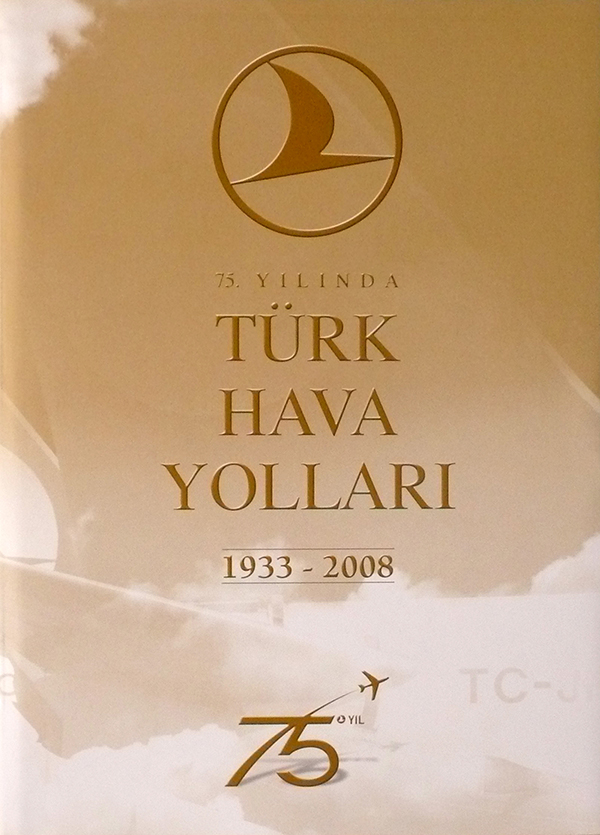 75. YILINDA
TÜRK
HAVA
YOLLARI
1933 - 2008
TC-J
75. YIL